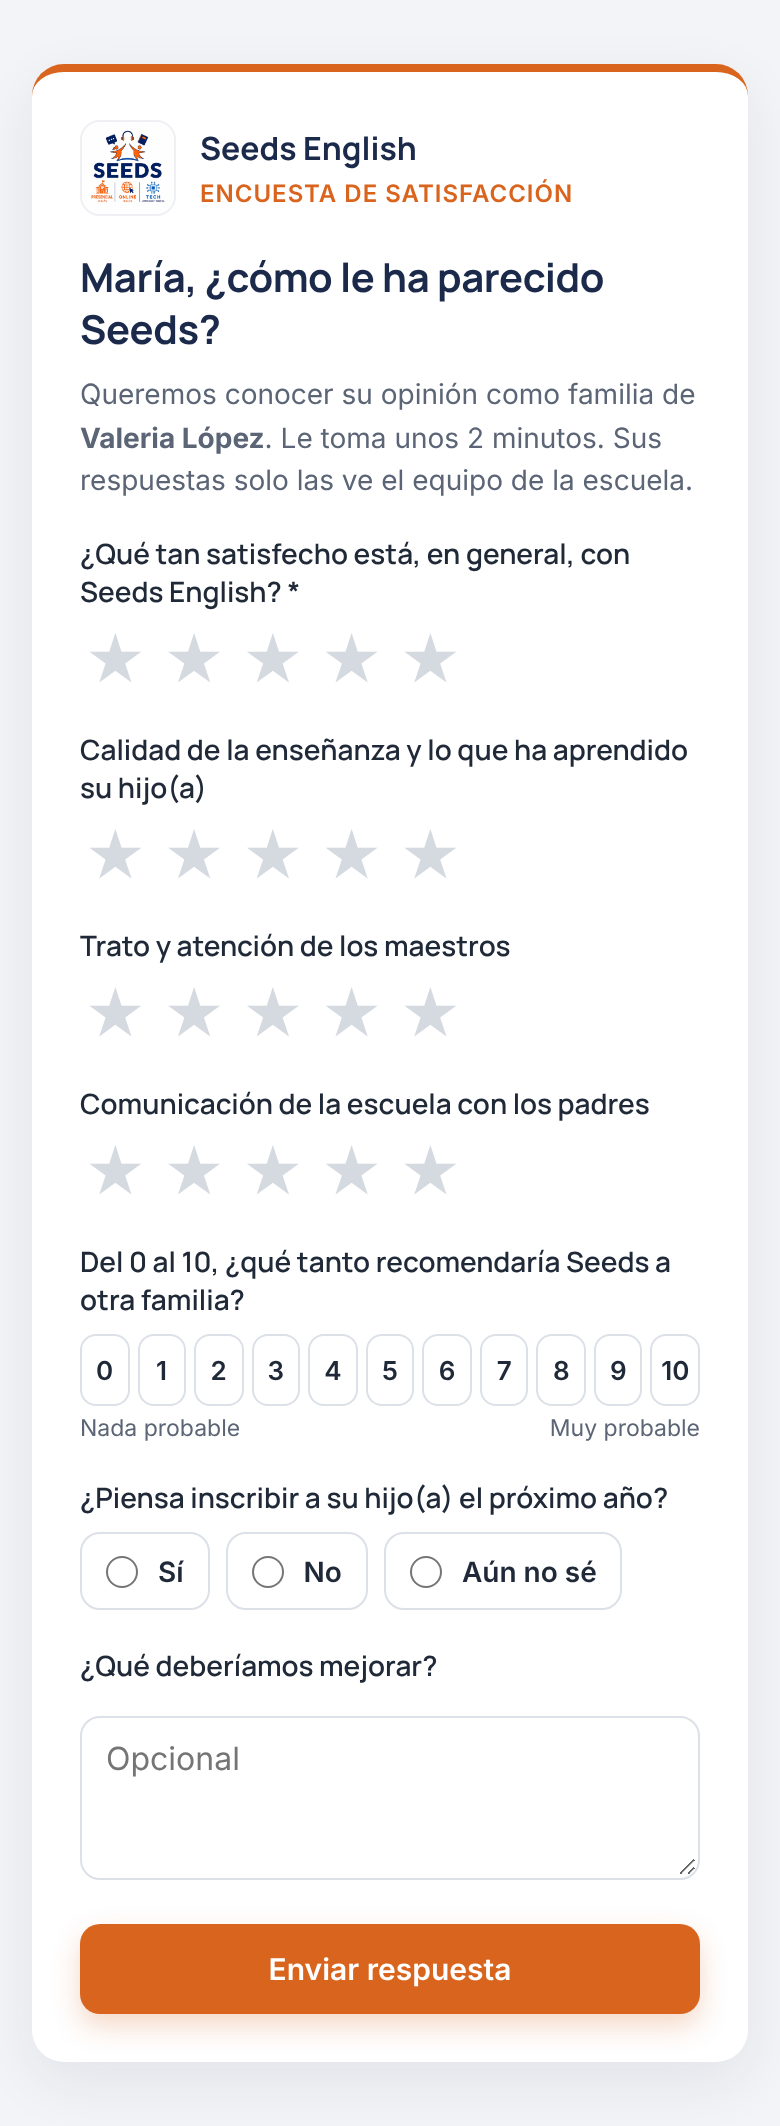 SEEDS
PRESENCIAL
ONLINE
TECH
Seeds English
ENCUESTA DE SATISFACCIÓN
María, ¿cómo le ha parecido
Seeds?
Queremos conocer su opinión como familia de
Valeria López. Le toma unos 2 minutos. Sus
respuestas solo las ve el equipo de la escuela.
¿Qué tan satisfecho está, en general, con
Seeds English? *
Calidad de la enseñanza y lo que ha aprendido
su hijo(a)
Trato y atención de los maestros
Comunicación de la escuela con los padres
Del 0 al 10, ¿qué tanto recomendaría Seeds a
otra familia?
0 1 2 3 4 5 6 7 8 9 10
Nada probable Muy probable
¿Piensa inscribir a su hijo(a) el próximo año?
Sí No Aún no sé
¿Qué deberíamos mejorar?
Opcional
Enviar respuesta